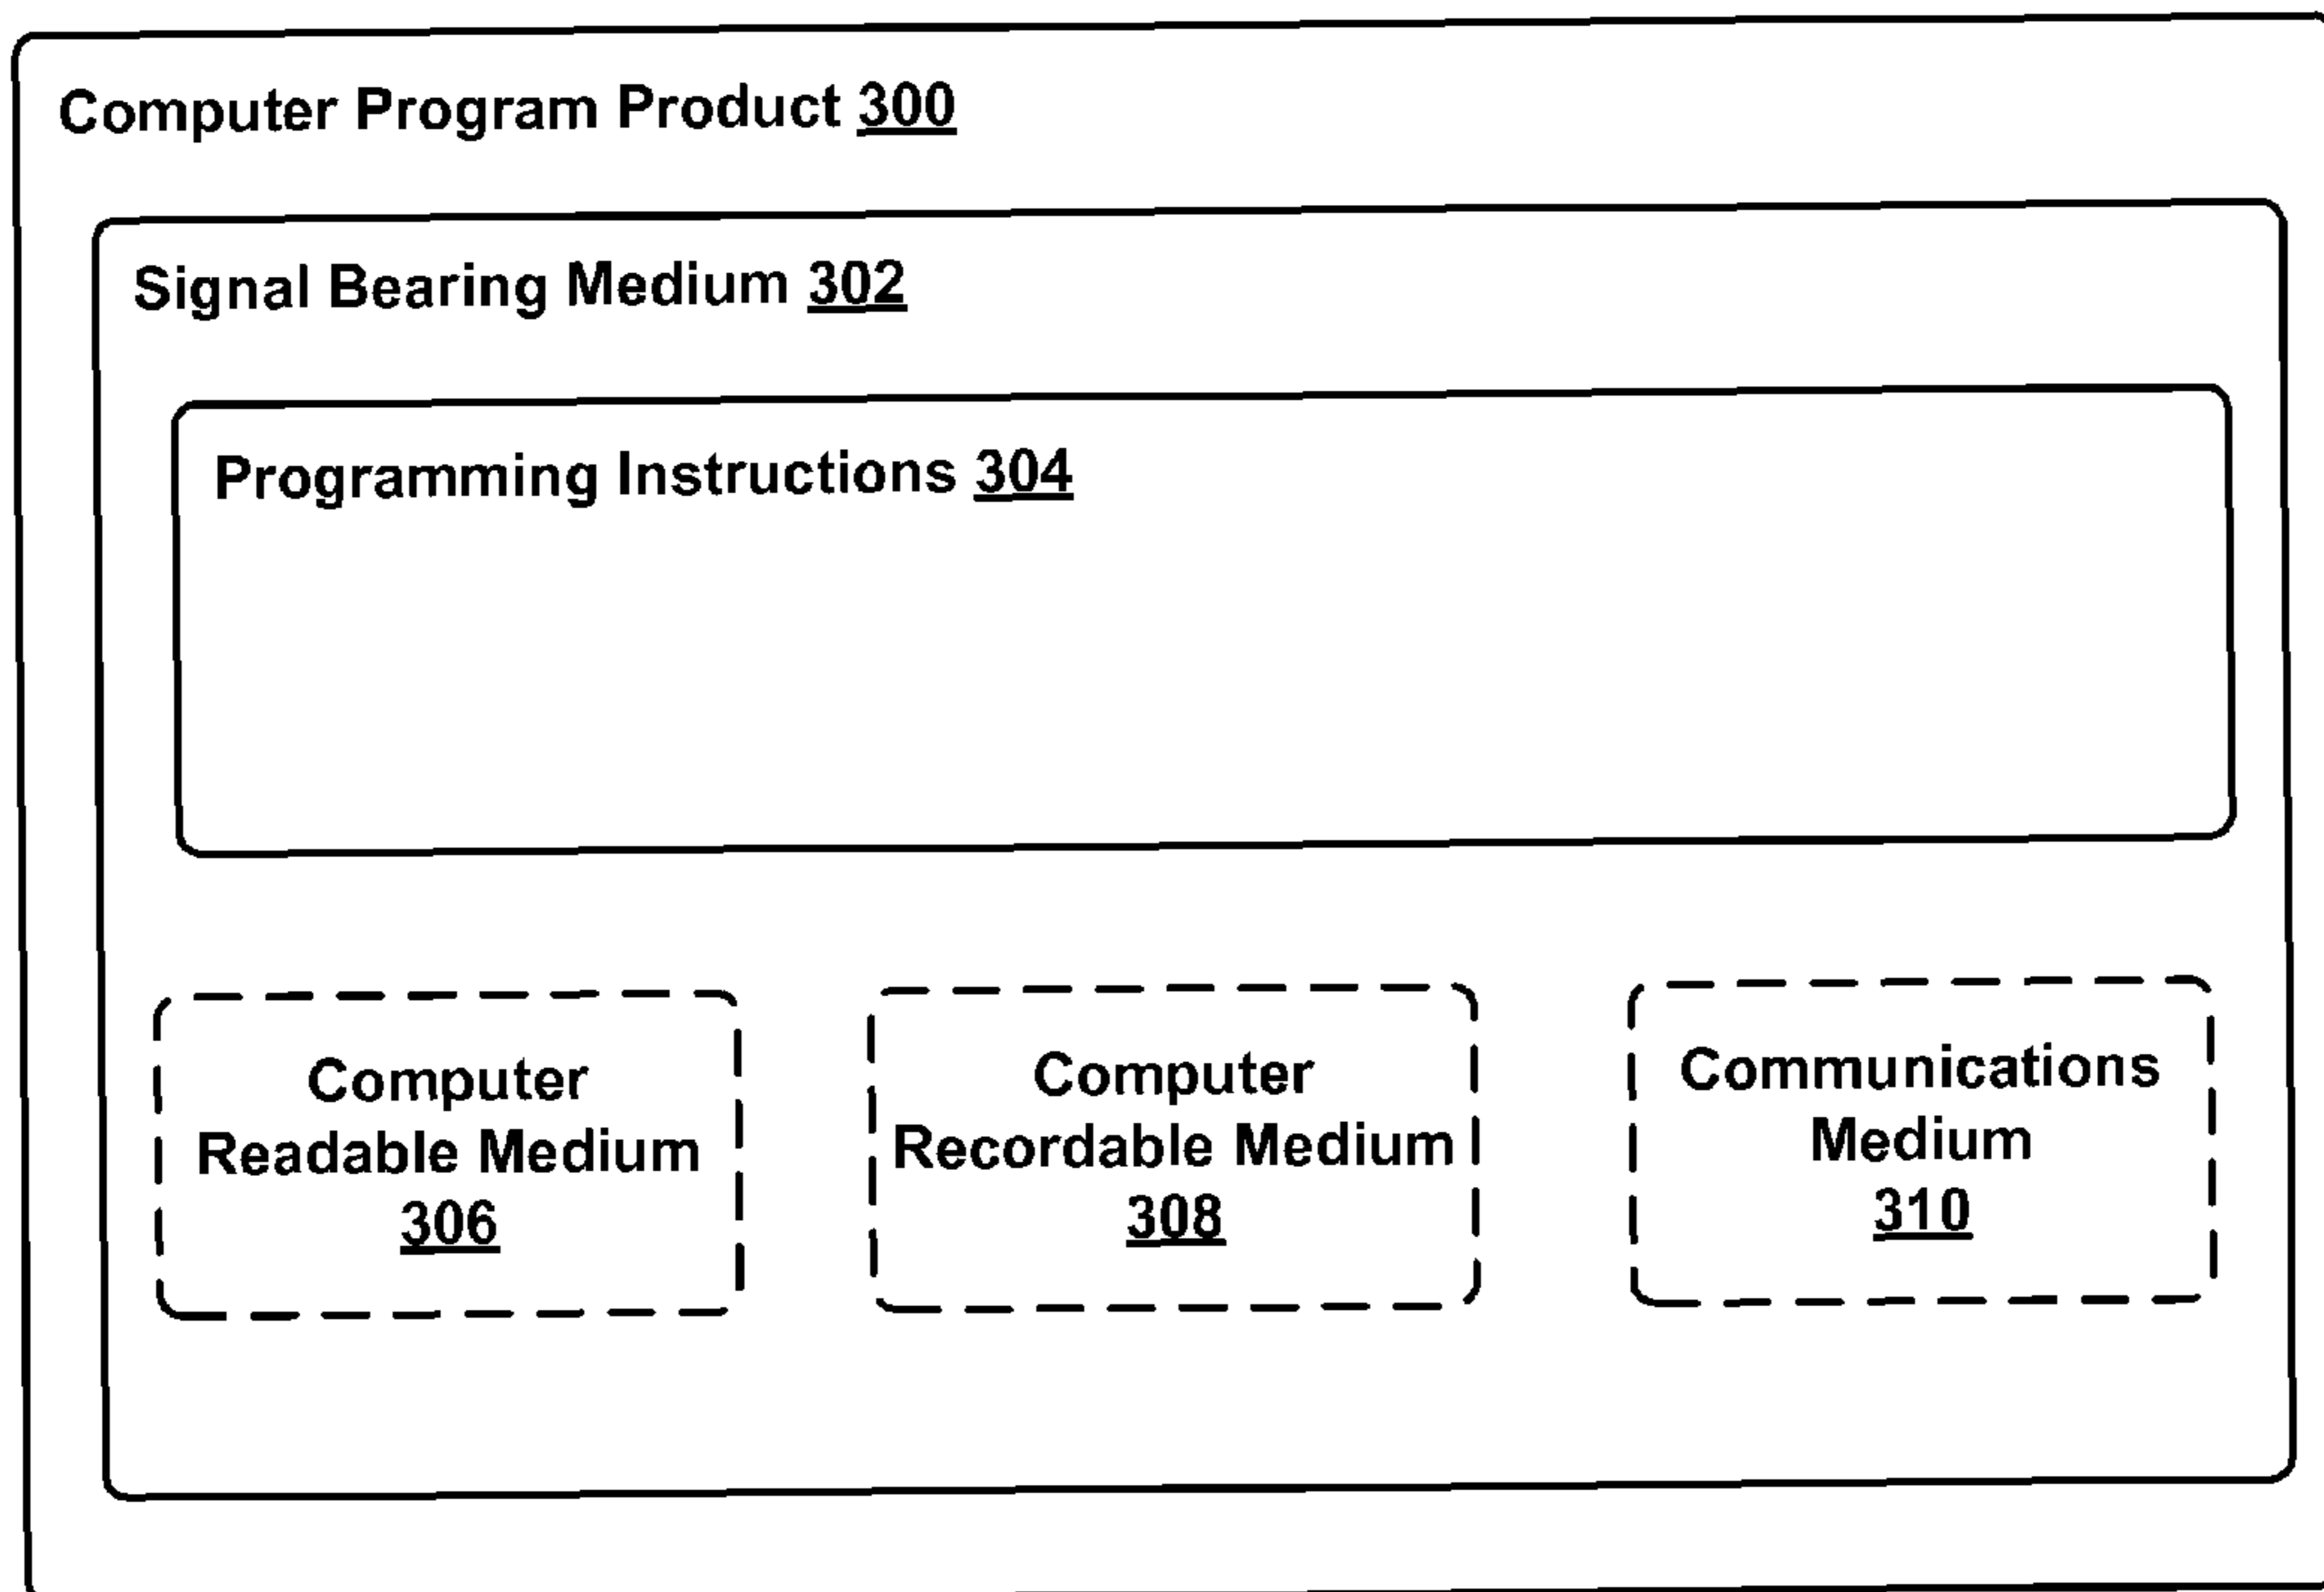 Computer Program Product 300
Signal Bearing Medium 302
Programming Instructions 304
Computer
Readable Medium
306
Computer
Recordable Medium
308
Communications
Medium
310